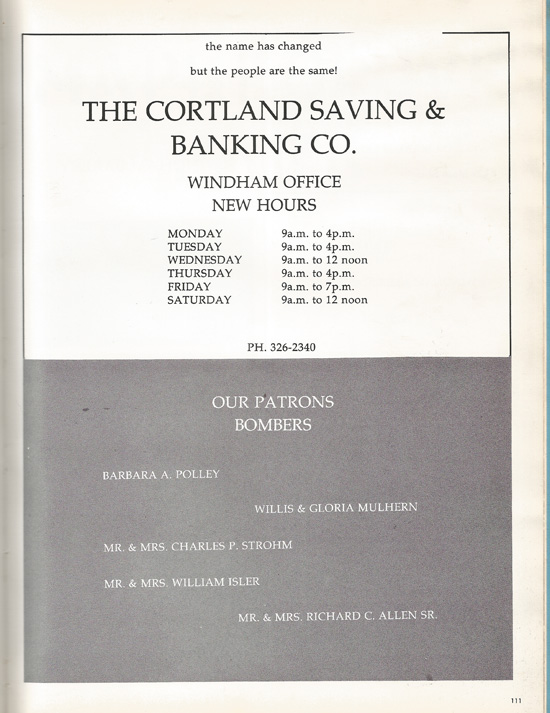 the name has changed
but the people are the same!
THE CORTLAND SAVING &
BANKING CO.
WINDHAM OFFICE
NEW HOURS
MONDAY 9a.m. to 4p.m.
TUESDAY 9a.m. to 4p.m.
WEDNESDAY 9a.m. to 12 noon
THURSDAY 9a.m. to 4p.m.
FRIDAY 9a.m. to 7p.m.
SATURDAY 9a.m. to 12 noon
PH. 326-2340
OUR PATRONS
BOMBERS
BARBARA A. POLLEY
WILLIS & GLORIA MULHERN
MR. & MRS. CHARLES P. STROHM
MR. & MRS. WILLIAM ISLER
MR. & MRS. RICHARD C. ALLEN SR.
111